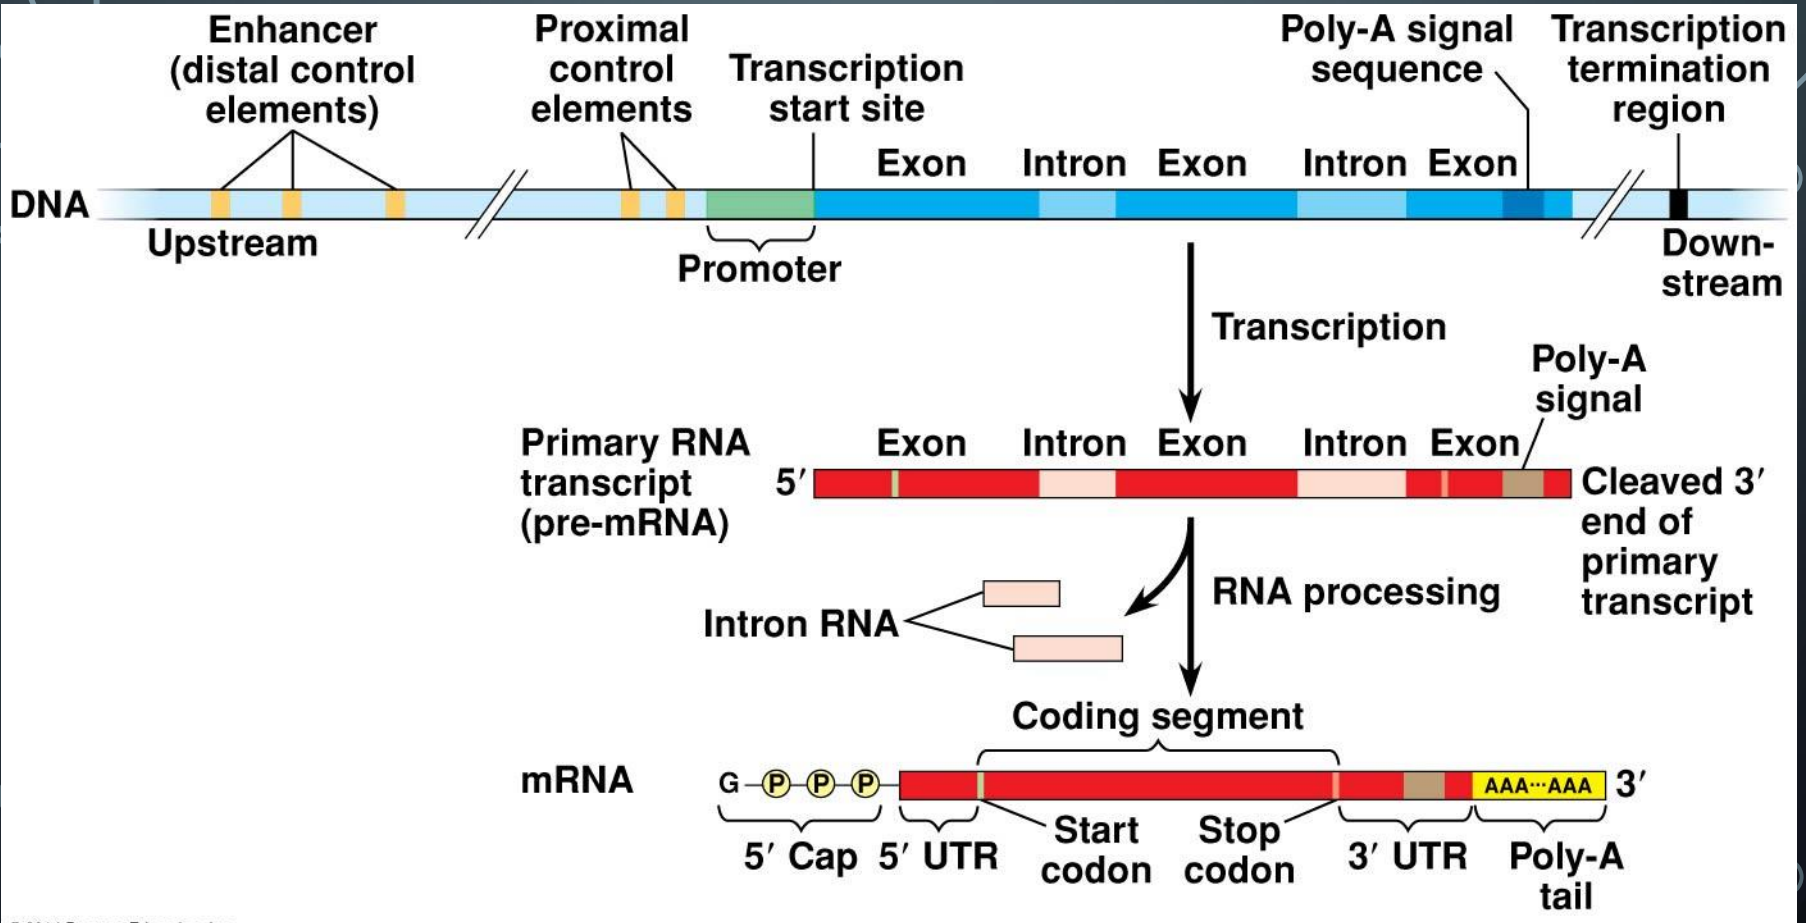 Enhancer
(distal control
elements)
Proximal
control
elements
Transcription
start site
Poly-A signal
sequence
Transcription
termination
region
Exon Intron Exon Intron Exon
DNA
Upstream
Promoter
Down-
stream
Transcription
Poly-A
signal
Primary RNA
transcript
(pre-mRNA)
Exon Intron Exon Intron Exon
5′
Cleaved 3′
end of
primary
transcript
RNA processing
Intron RNA
Coding segment
mRNA
G P P P
AAA···AAA 3′
5′ Cap
5′ UTR
Start
codon
Stop
codon
3′ UTR
Poly-A
tail